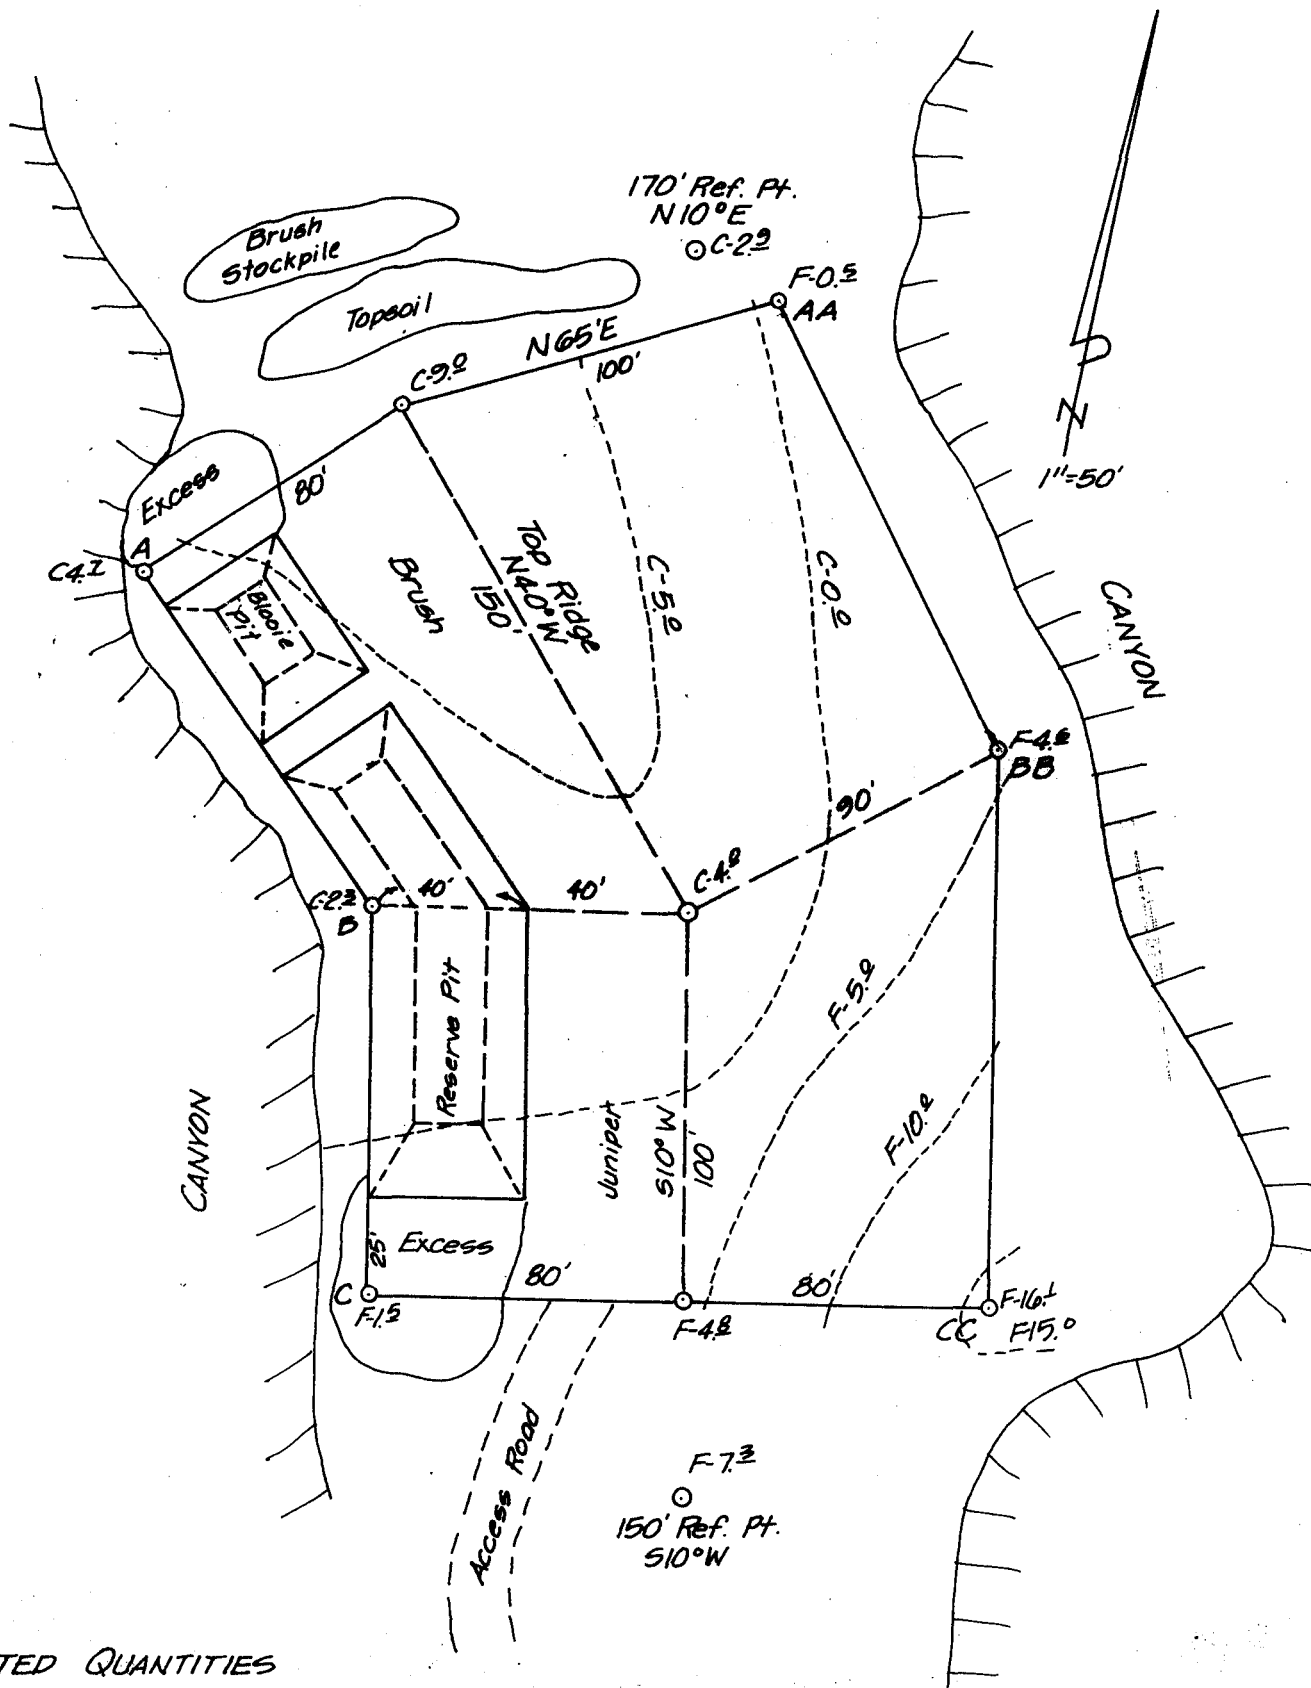 170' Ref. Pt.
N10°E
C-2.9
Brush
Stockpile
F-0.5
AA
Topsoil
N65'E
100'
C-9.0
N
1"=50'
Excess
80'
A
C4.7
Top Ridge
N40°W
150'
Brush
C-5.0
C-0.0
Blooie
Pit
CANYON
F-4.6
BB
90'
C-4.0
C-2.3
B
40'
40'
F-5.0
Reserve Pit
F-10.0
CANYON
Juniper
S10°W
100'
25'
Excess
80'
80'
C
F-1.5
F-4.8
F-16.1
CC
F15.0
Access Road
F-7.3
150' Ref. Pt.
S10°W
TED QUANTITIES